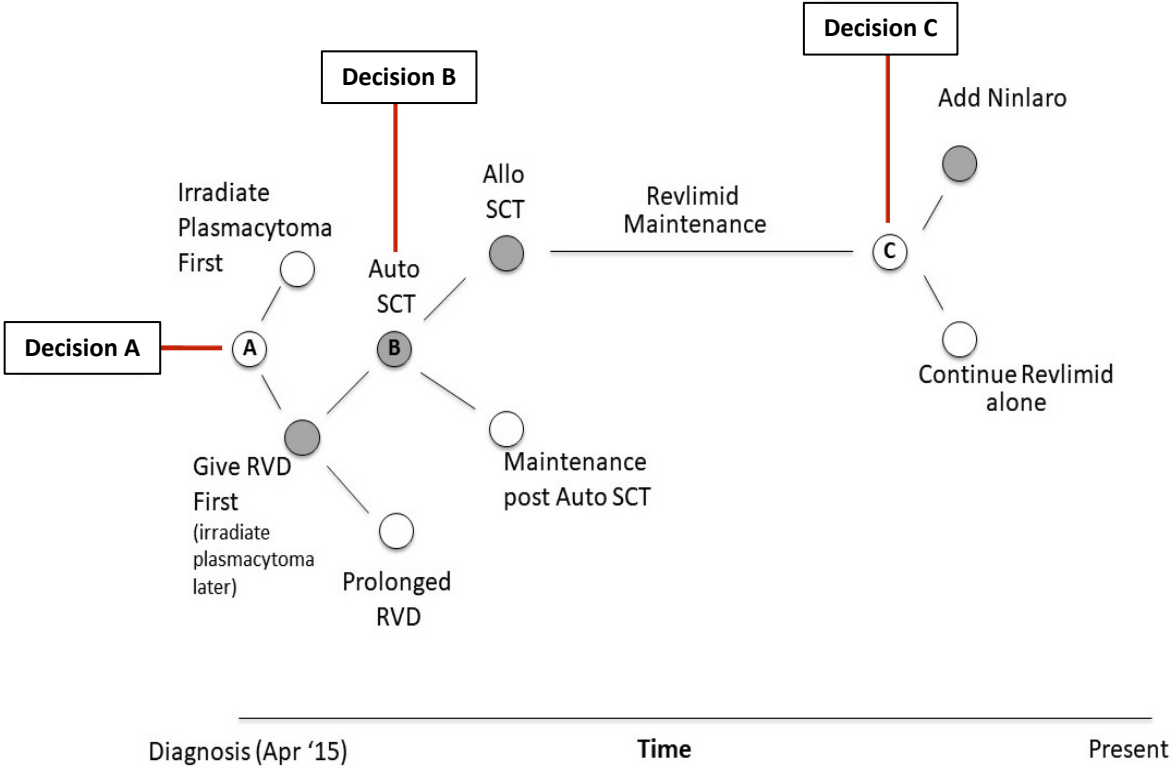 Decision C
Decision B
Add Ninlaro
Allo
SCT
Irradiate
Plasmacytoma
First
Revlimid
Maintenance
C
Auto
SCT
Decision A
A
B
Continue Revlimid
alone
Give RVD
First
(irradiate
plasmacytoma
later)
Maintenance
post Auto SCT
Prolonged
RVD
Diagnosis (Apr ‘15)
Time
Present